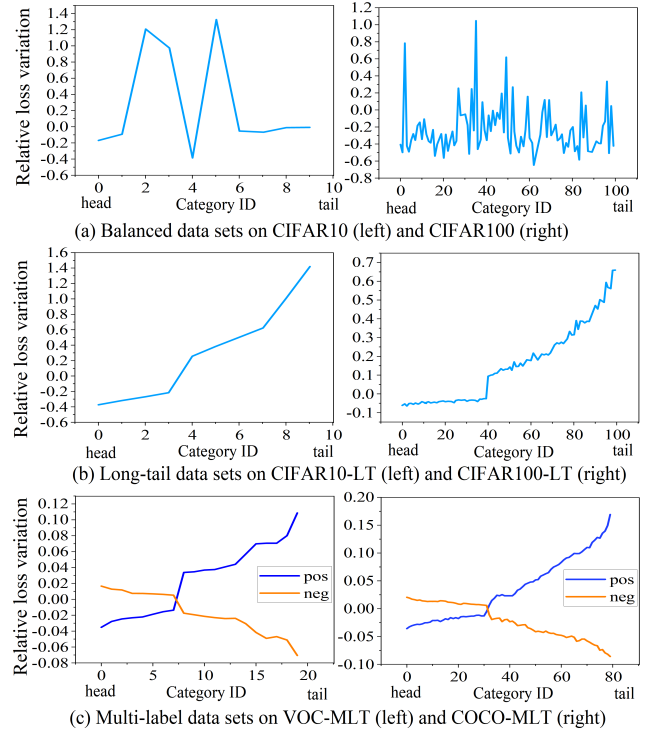 Relative loss variation
1.4
1.2
1.0
0.8
0.6
0.4
0.2
-0.0
-0.2
-0.4
-0.6
0 2 4 6 8 10
head Category ID tail
1.2
1.0
0.8
0.6
0.4
0.2
-0.0
-0.2
-0.4
-0.6
-0.8
0 20 40 60 80 100
head Category ID tail
(a) Balanced data sets on CIFAR10 (left) and CIFAR100 (right)
Relative loss variation
1.6
1.4
1.2
1.0
0.8
0.6
0.4
0.2
0.0
-0.2
-0.4
-0.6
0 2 4 6 8 10
head Category ID tail
0.7
0.6
0.5
0.4
0.3
0.2
0.1
-0.0
-0.1
0 20 40 60 80 100
head Category ID tail
(b) Long-tail data sets on CIFAR10-LT (left) and CIFAR100-LT (right)
Relative loss variation
0.12
0.10
0.08
0.06
0.04
0.02
0.00
-0.02
-0.04
-0.06
-0.08
pos
neg
0 5 10 15 20
head Category ID tail
0.20
0.15
0.10
0.05
0.00
-0.05
-0.10
pos
neg
0 20 40 60 80
head Category ID tail
(c) Multi-label data sets on VOC-MLT (left) and COCO-MLT (right)